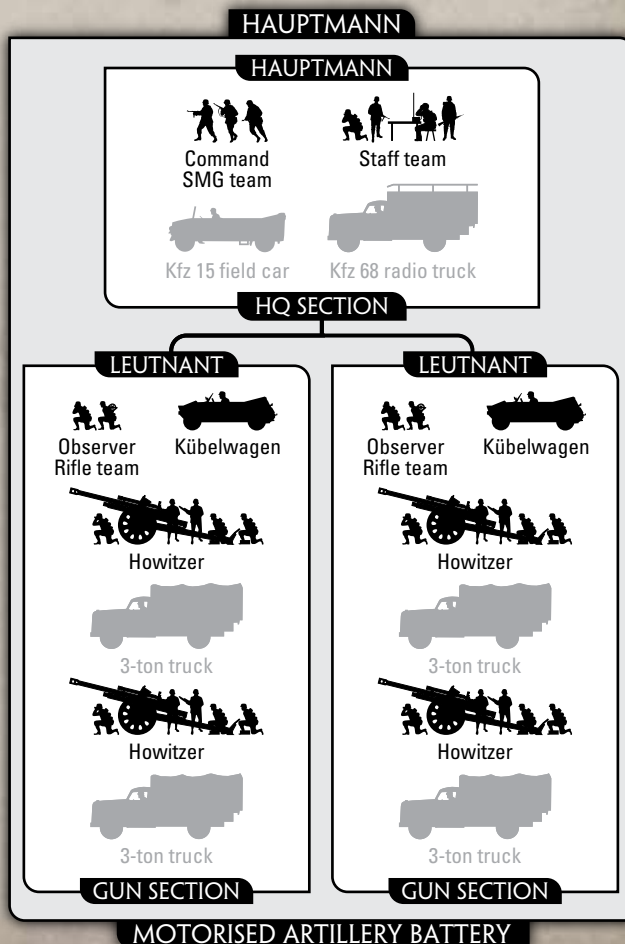 HAUPTMANN
HAUPTMANN
Command
SMG team
Staff team
Kfz 15 field car
Kfz 68 radio truck
HQ SECTION
LEUTNANT
Observer
Rifle team
Kübelwagen
Howitzer
3-ton truck
Howitzer
3-ton truck
GUN SECTION
LEUTNANT
Observer
Rifle team
Kübelwagen
Howitzer
3-ton truck
Howitzer
3-ton truck
GUN SECTION
MOTORISED ARTILLERY BATTERY